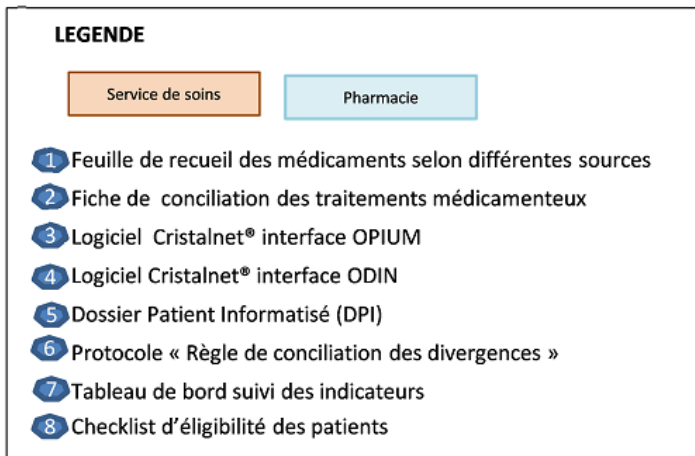 LEGENDE
Service de soins Pharmacie
1 Feuille de recueil des médicaments selon différentes sources
2 Fiche de conciliation des traitements médicamenteux
3 Logiciel Cristalnet® interface OPIUM
4 Logiciel Cristalnet® interface ODIN
5 Dossier Patient Informatisé (DPI)
6 Protocole « Règle de conciliation des divergences »
7 Tableau de bord suivi des indicateurs
8 Checklist d'éligibilité des patients